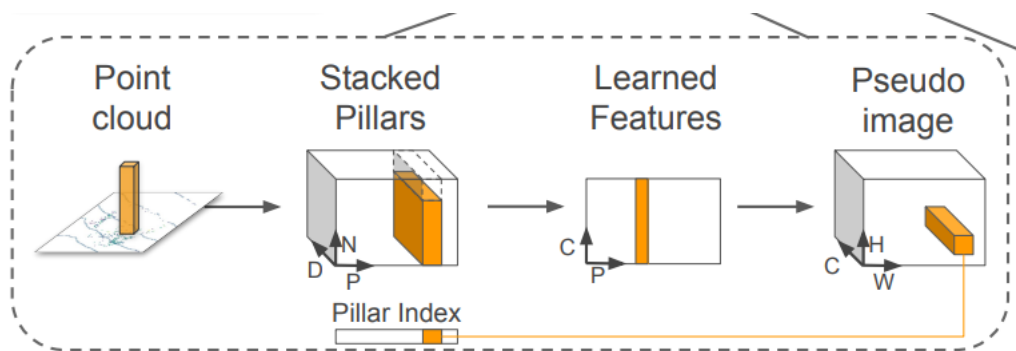 Point
cloud
Stacked
Pillars
Learned
Features
Pseudo
image
N
D
P
C
P
H
C
W
Pillar Index